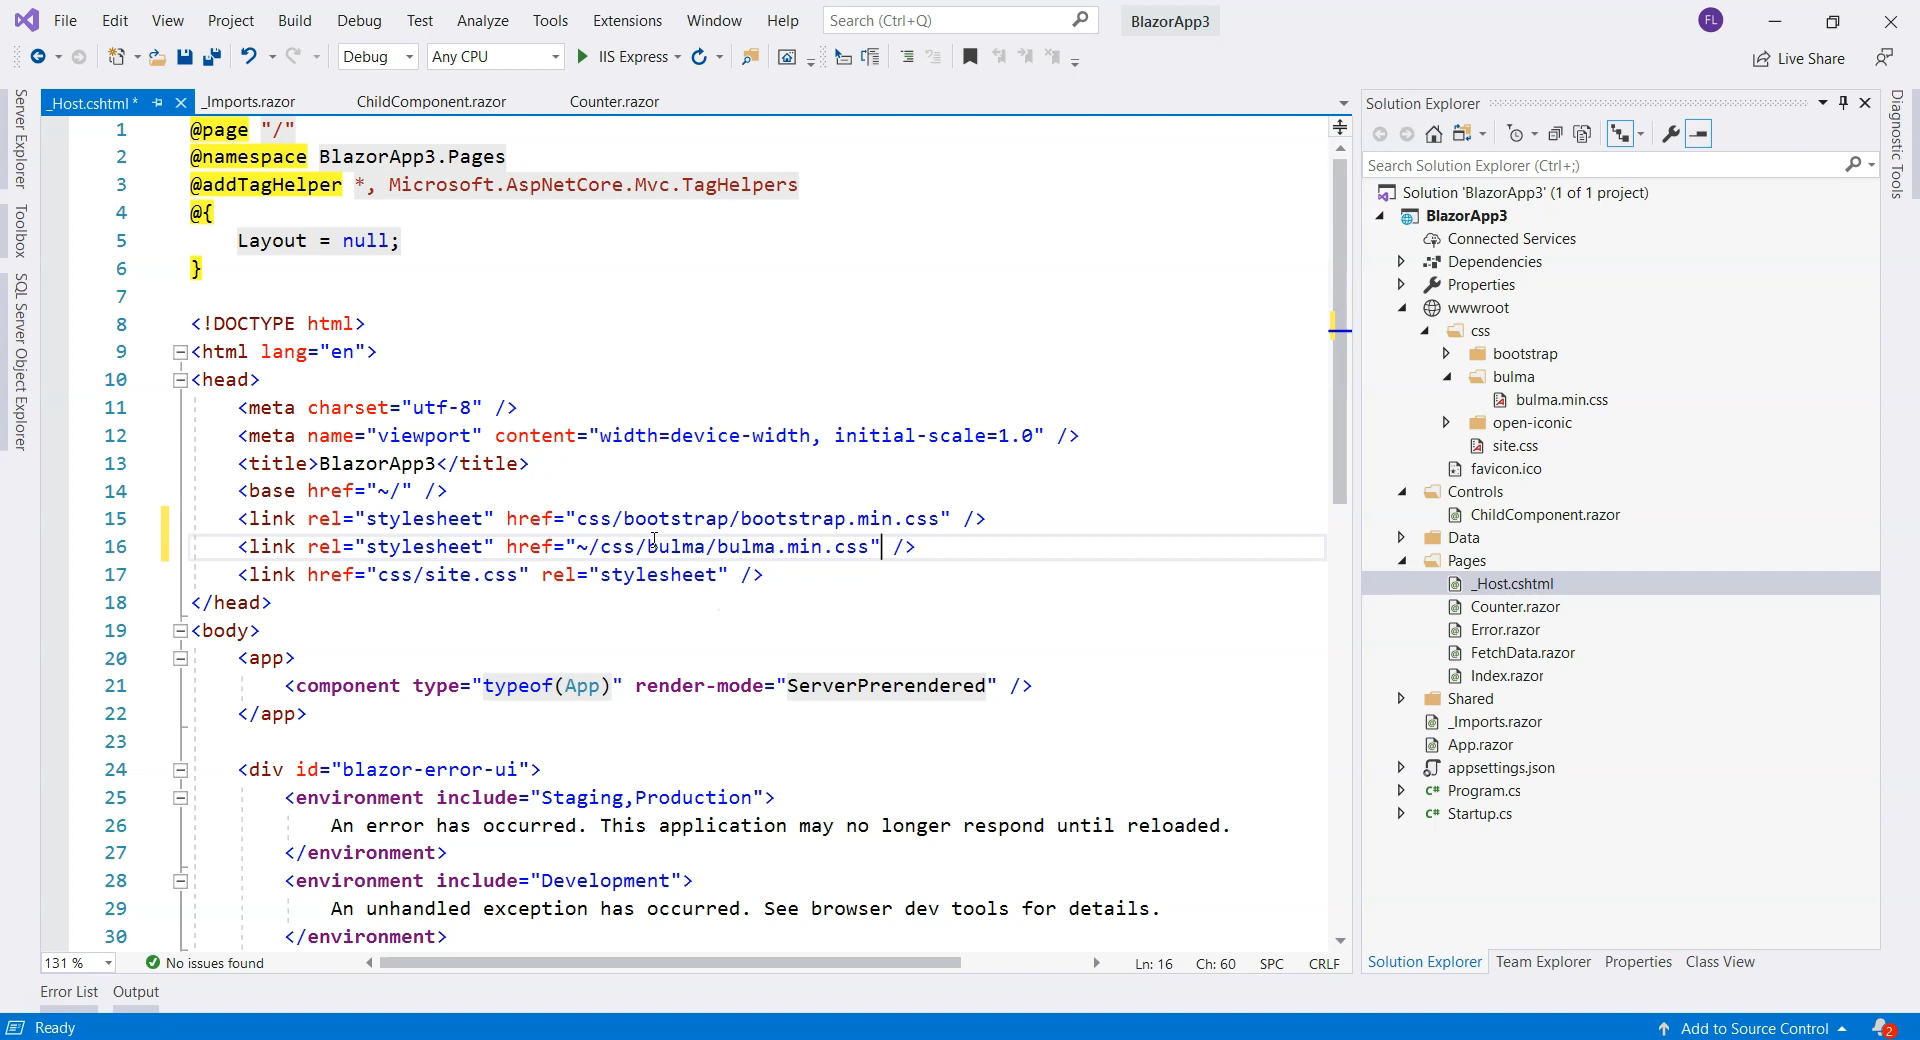 File Edit View Project Build Debug Test Analyze Tools Extensions Window Help Search (Ctrl+Q) BlazorApp3 FL
Debug Any CPU IIS Express Live Share
_Host.cshtml* _Imports.razor ChildComponent.razor Counter.razor
Server Explorer
Toolbox
SQL Server Object Explorer
1 @page "/"
2 @namespace BlazorApp3.Pages
3 @addTagHelper *, Microsoft.AspNetCore.Mvc.TagHelpers
4 @{
5 Layout = null;
6 }
7
8 <!DOCTYPE html>
9 <html lang="en">
10 <head>
11 <meta charset="utf-8" />
12 <meta name="viewport" content="width=device-width, initial-scale=1.0" />
13 <title>BlazorApp3</title>
14 <base href="~/" />
15 <link rel="stylesheet" href="css/bootstrap/bootstrap.min.css" />
16 <link rel="stylesheet" href="~/css/bulma/bulma.min.css" />
17 <link href="css/site.css" rel="stylesheet" />
18 </head>
19 <body>
20 <app>
21 <component type="typeof(App)" render-mode="ServerPrerendered" />
22 </app>
23
24 <div id="blazor-error-ui">
25 <environment include="Staging,Production">
26 An error has occurred. This application may no longer respond until reloaded.
27 </environment>
28 <environment include="Development">
29 An unhandled exception has occurred. See browser dev tools for details.
30 </environment>
131 % No issues found Ln: 16 Ch: 60 SPC CRLF
Solution Explorer
Search Solution Explorer (Ctrl+;)
Solution 'BlazorApp3' (1 of 1 project)
BlazorApp3
Connected Services
Dependencies
Properties
wwwroot
css
bootstrap
bulma
bulma.min.css
open-iconic
site.css
favicon.ico
Controls
ChildComponent.razor
Data
Pages
_Host.cshtml
Counter.razor
Error.razor
FetchData.razor
Index.razor
Shared
_Imports.razor
App.razor
appsettings.json
C# Program.cs
C# Startup.cs
Solution Explorer Team Explorer Properties Class View
Diagnostic Tools
Error List Output
Ready Add to Source Control 2